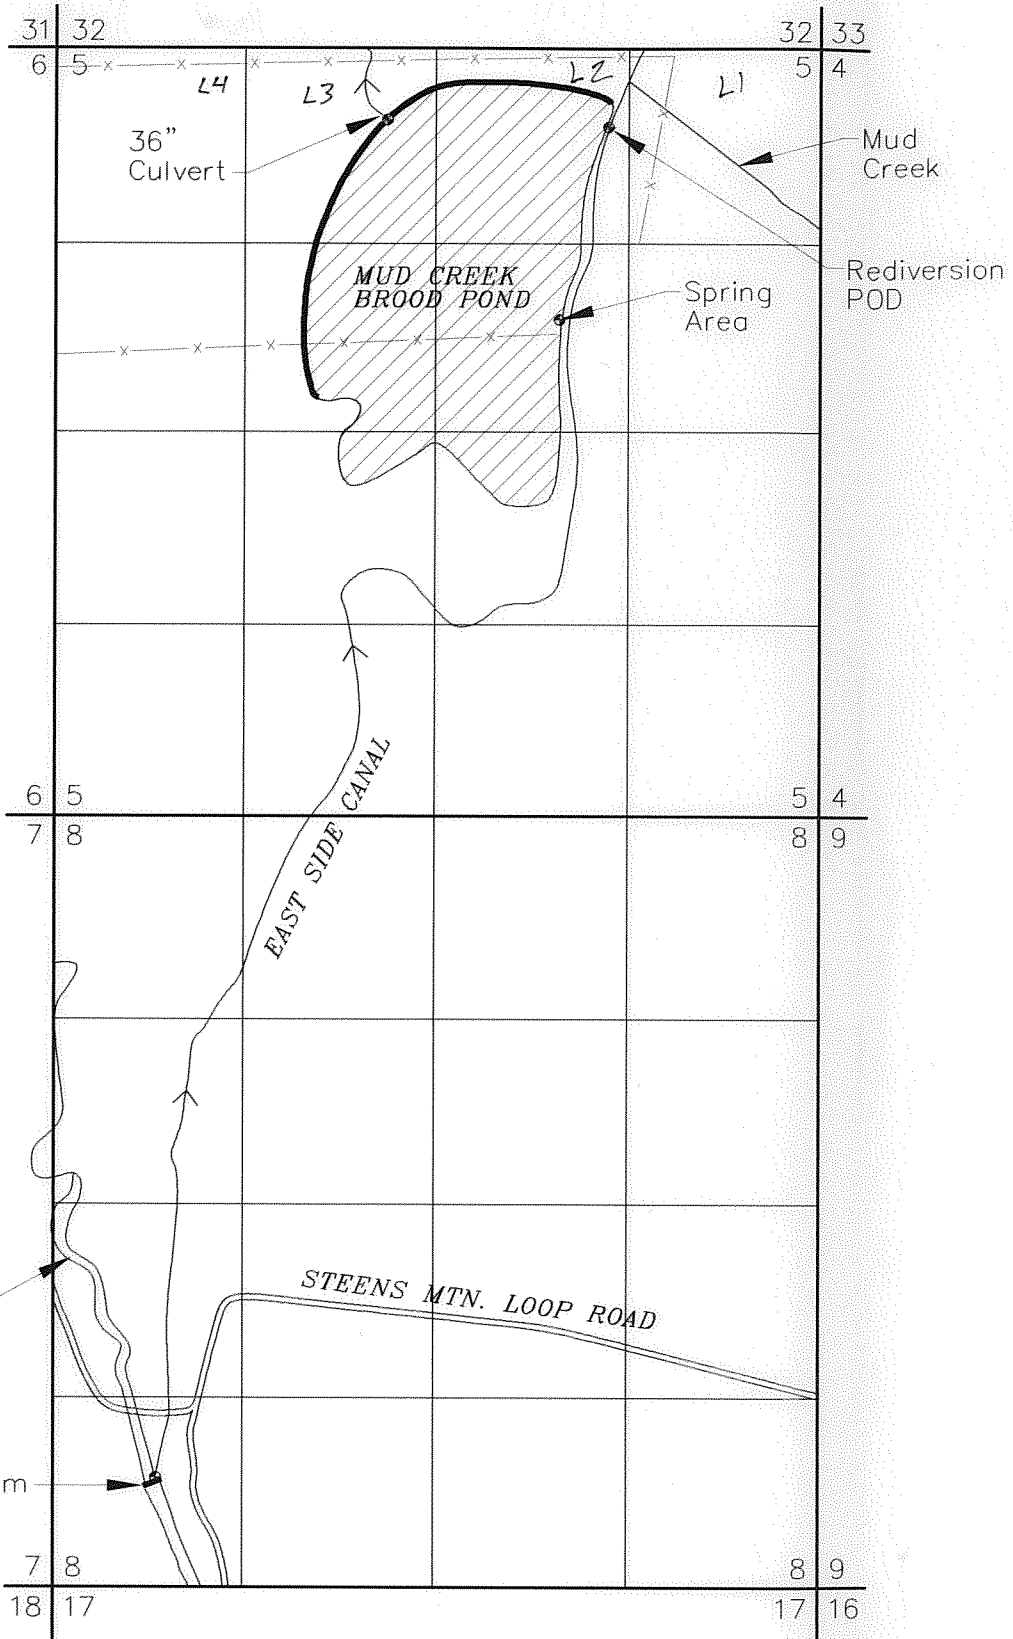 31 32
32 33
6 5
5 4
L4
L3
L2
L1
36"
Culvert
Mud
Creek
MUD CREEK
BROOD POND
Spring
Area
Rediversion
POD
EAST SIDE CANAL
6 5
5 4
7 8
8 9
STEENS MTN. LOOP ROAD
m
7 8
8 9
18 17
17 16